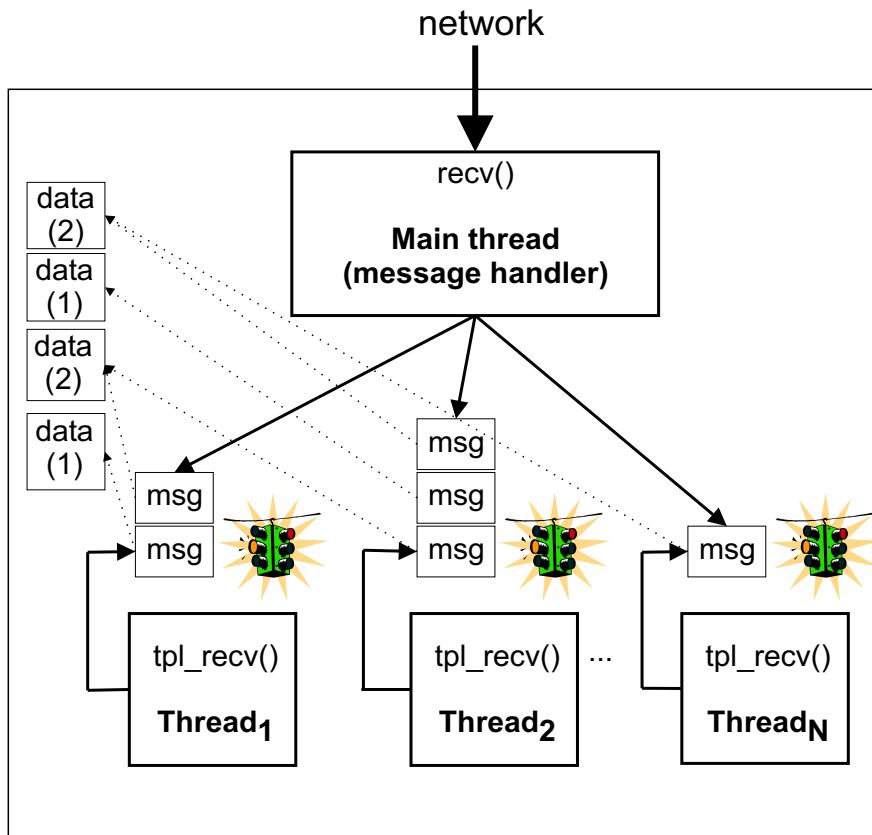 network
recv()
Main thread
(message handler)
data
(2)
data
(1)
data
(2)
data
(1)
msg
msg
msg
msg
msg
msg
tpl_recv()
Thread1
tpl_recv()
Thread2
...
tpl_recv()
ThreadN